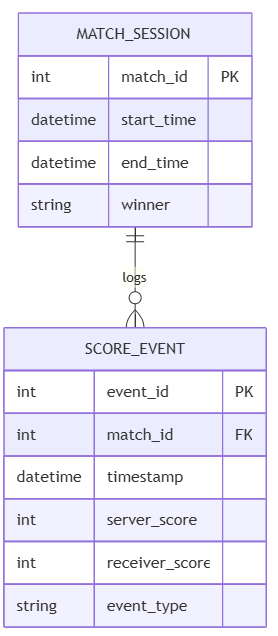 MATCH_SESSION
int match_id PK
datetime start_time
datetime end_time
string winner
logs
SCORE_EVENT
int event_id PK
int match_id FK
datetime timestamp
int server_score
int receiver_score
string event_type